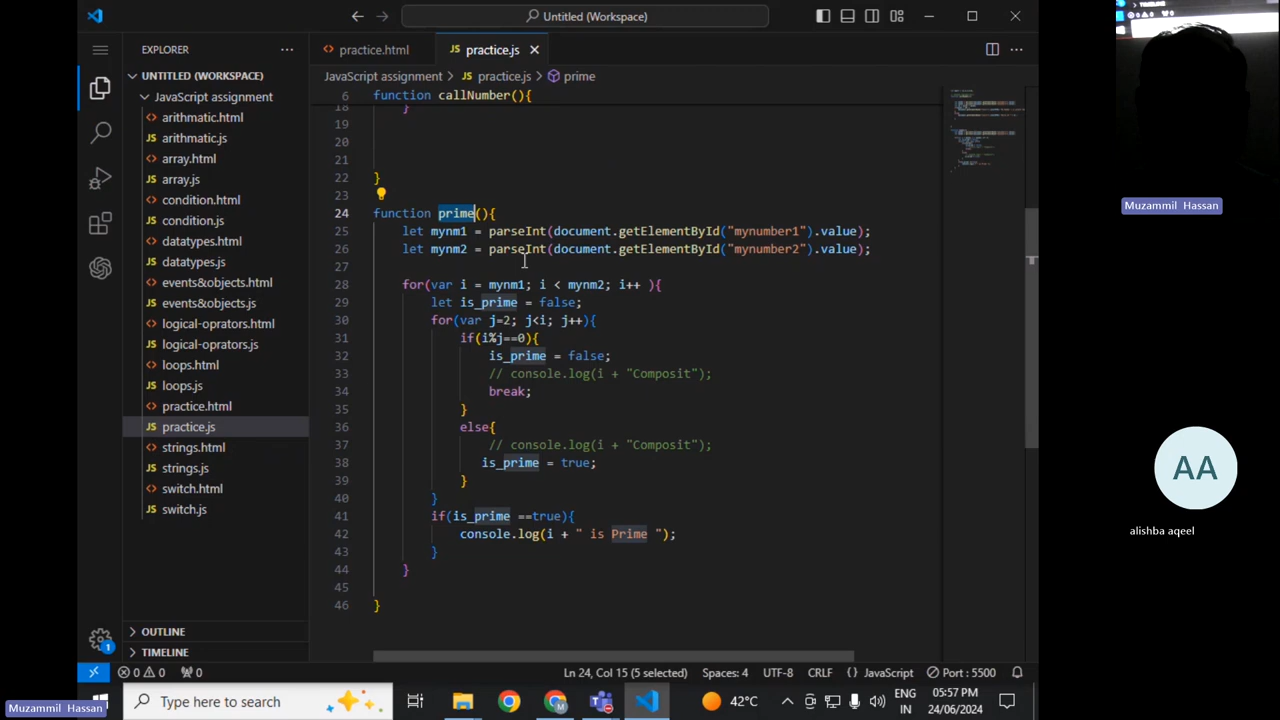 Untitled (Workspace)
EXPLORER
practice.html
practice.js
UNTITLED (WORKSPACE)
JavaScript assignment > practice.js > prime
JavaScript assignment
6 function callNumber(){
arithmatic.html
arithmatic.js
array.html
array.js
condition.html
condition.js
datatypes.html
datatypes.js
events&objects.html
events&objects.js
logical-oprators.html
logical-oprators.js
loops.html
loops.js
practice.html
practice.js
strings.html
strings.js
switch.html
switch.js
OUTLINE
TIMELINE
18 }
19
20
21
22 }
23
24 function prime(){
25 let mynm1 = parseInt(document.getElementById("mynumber1").value);
26 let mynm2 = parseInt(document.getElementById("mynumber2").value);
27
28 for(var i = mynm1; i < mynm2; i++ ){
29 let is_prime = false;
30 for(var j=2; j<i; j++){
31 if(i%j==0){
32 is_prime = false;
33 // console.log(i + "Composit");
34 break;
35 }
36 else{
37 // console.log(i + "Composit");
38 is_prime = true;
39 }
40 }
41 if(is_prime ==true){
42 console.log(i + " is Prime ");
43 }
44 }
45
46 }
0 0 0
Ln 24, Col 15 (5 selected)
Spaces: 4
UTF-8
CRLF
{} JavaScript
Port : 5500
1
Type here to search
42°C
ENG
IN
05:57 PM
24/06/2024
Muzammil Hassan
Muzammil Hassan
AA
alishba aqeel